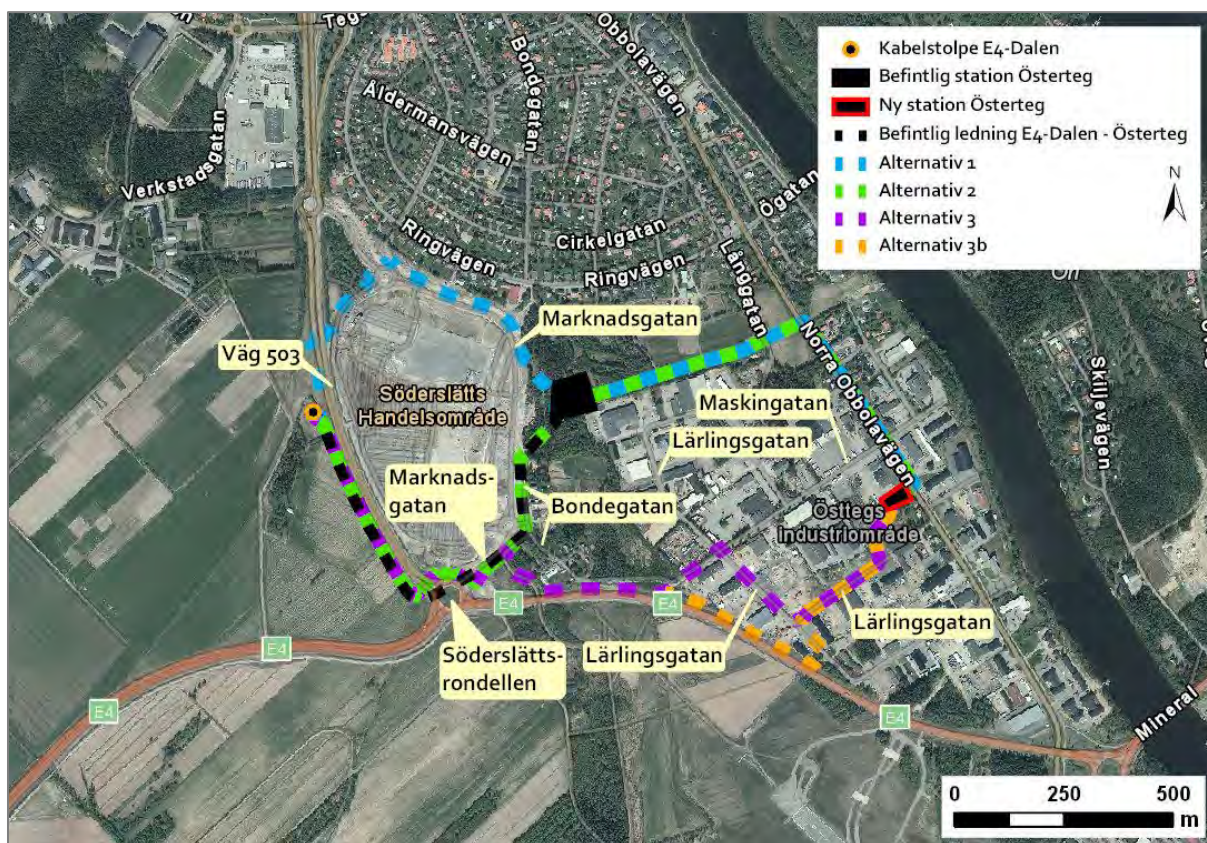 Kabelstolpe E4-Dalen
Befintlig station Österteg
Ny station Österteg
Befintlig ledning E4-Dalen - Österteg
Alternativ 1
Alternativ 2
Alternativ 3
Alternativ 3b
N
Bondegatan
Obbolavägen
Åldermansvägen
Verkstadsgatan
Ringvägen
Cirkelgatan
Ringvägen
Ögatan
Långgatan
Norra Obbolavägen
Skiljevägen
Marknadsgatan
Väg 503
Söderslätts
Handelsområde
Maskingatan
Lärlingsgatan
Marknads-
gatan
Bondegatan
Östtegs
industriområde
E4
E4
E4
E4
E4
Söderslätts-
rondellen
Lärlingsgatan
Lärlingsgatan
Mineral
0 250 500
m